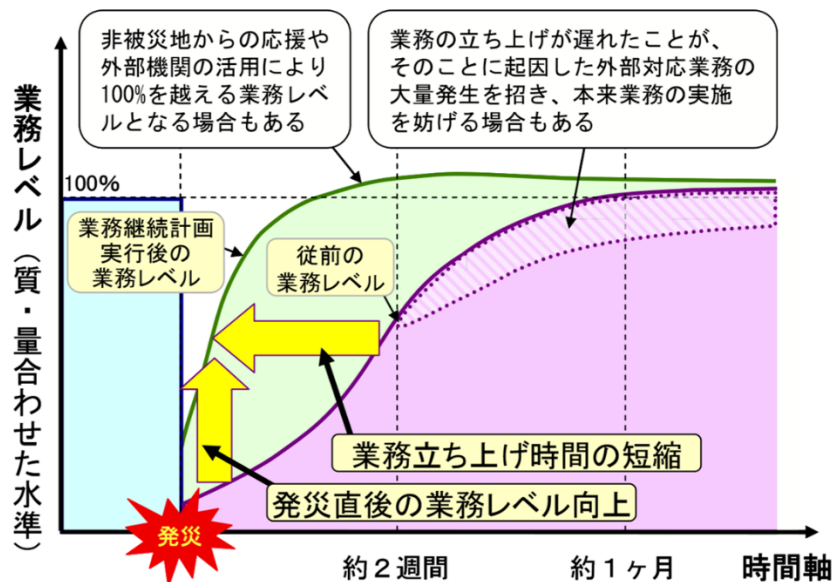 非被災地からの応援や
外部機関の活用により
100%を越える業務レベ
ルとなる場合もある
業務の立ち上げが遅れたことが、
そのことに起因した外部対応業務の
大量発生を招き、本来業務の実施
を妨げる場合もある
業務レベル（質・量合わせた水準）
100%
業務継続計画
実行後の
業務レベル
従前の
業務レベル
業務立ち上げ時間の短縮
発災直後の業務レベル向上
発災
約２週間
約１ヶ月
時間軸